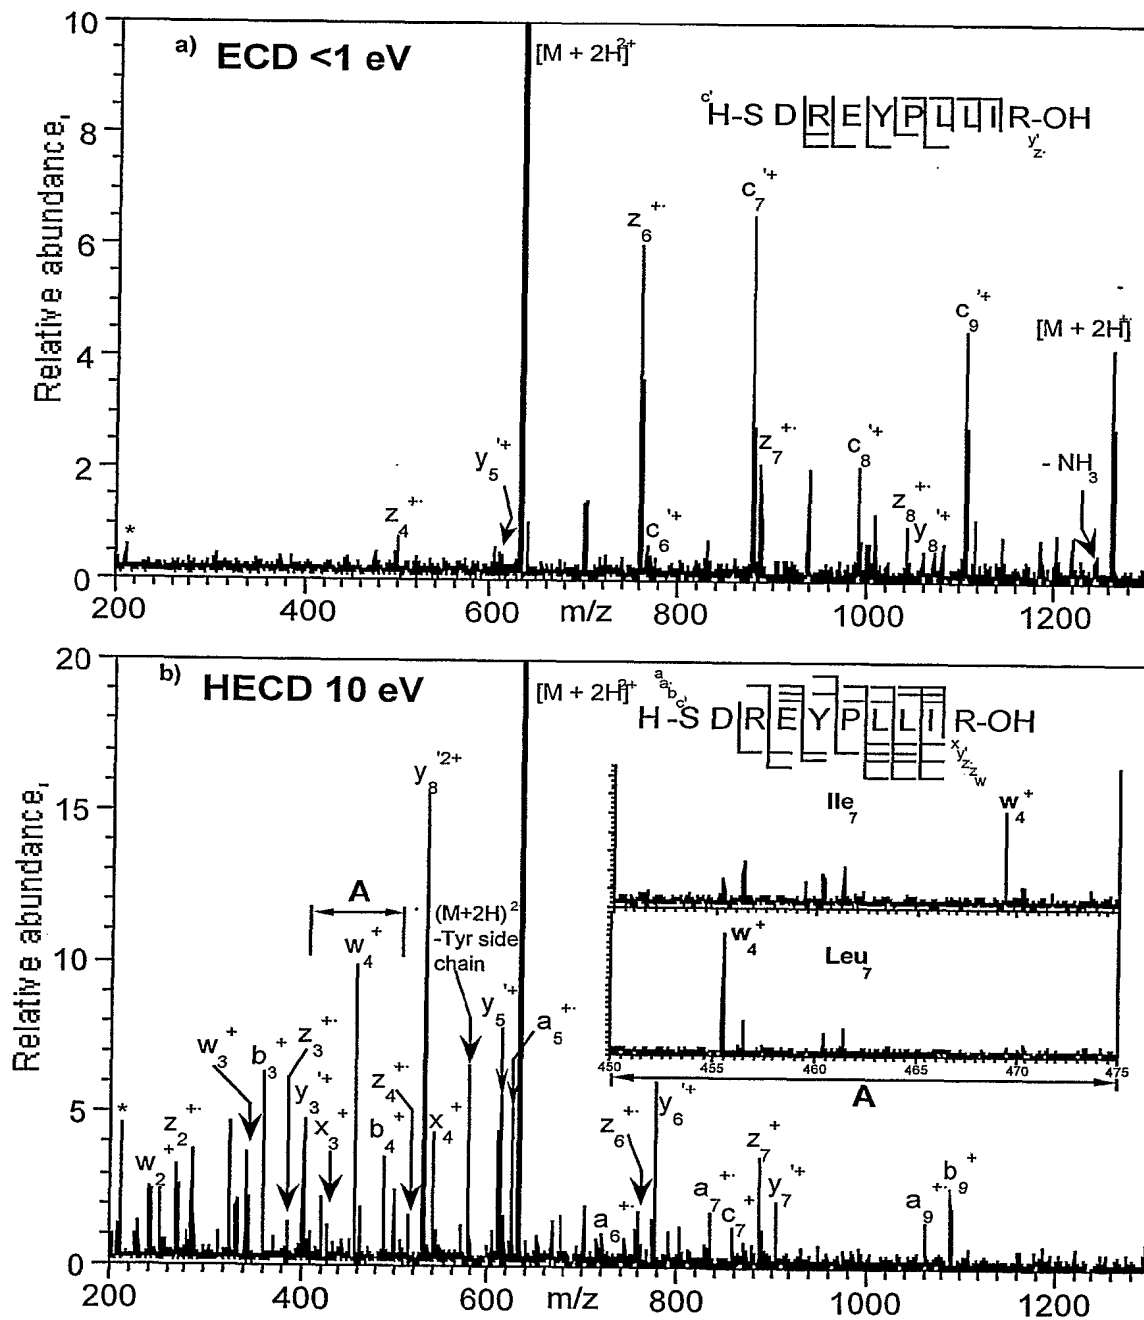 a) ECD <1 eV
[M + 2H]2+
c' H-S D R E Y P L L I R-OH
y' z·
Relative abundance,
10
8
6
4
2
0
*
z4+·
y5'+
z6+·
c6'+
c7'+
z7+·
c8'+
z8+·
y8'+
c9'+
- NH3
[M + 2H]+·
200 400 600 m/z 800 1000 1200
b) HECD 10 eV
[M + 2H]2+
a a· b c'
H -S D R E Y P L L I R-OH
x y' z· z w
Relative abundance,
20
15
10
5
0
y8'2+
A
w4+
(M+2H)2
-Tyr side
chain
y5'+
a5+·
w3+
b3+
z3+·
y3'+
x3+
z4+·
b4+
x4+
*
w2+
z2+·
Ile7
w4+
w4+
Leu7
450 455 460 465 470 475
A
z6+·
y6'+
a6+·
a7+·
c7+
z7+
y7'+
a9+·
b9+
200 400 600 m/z 800 1000 1200